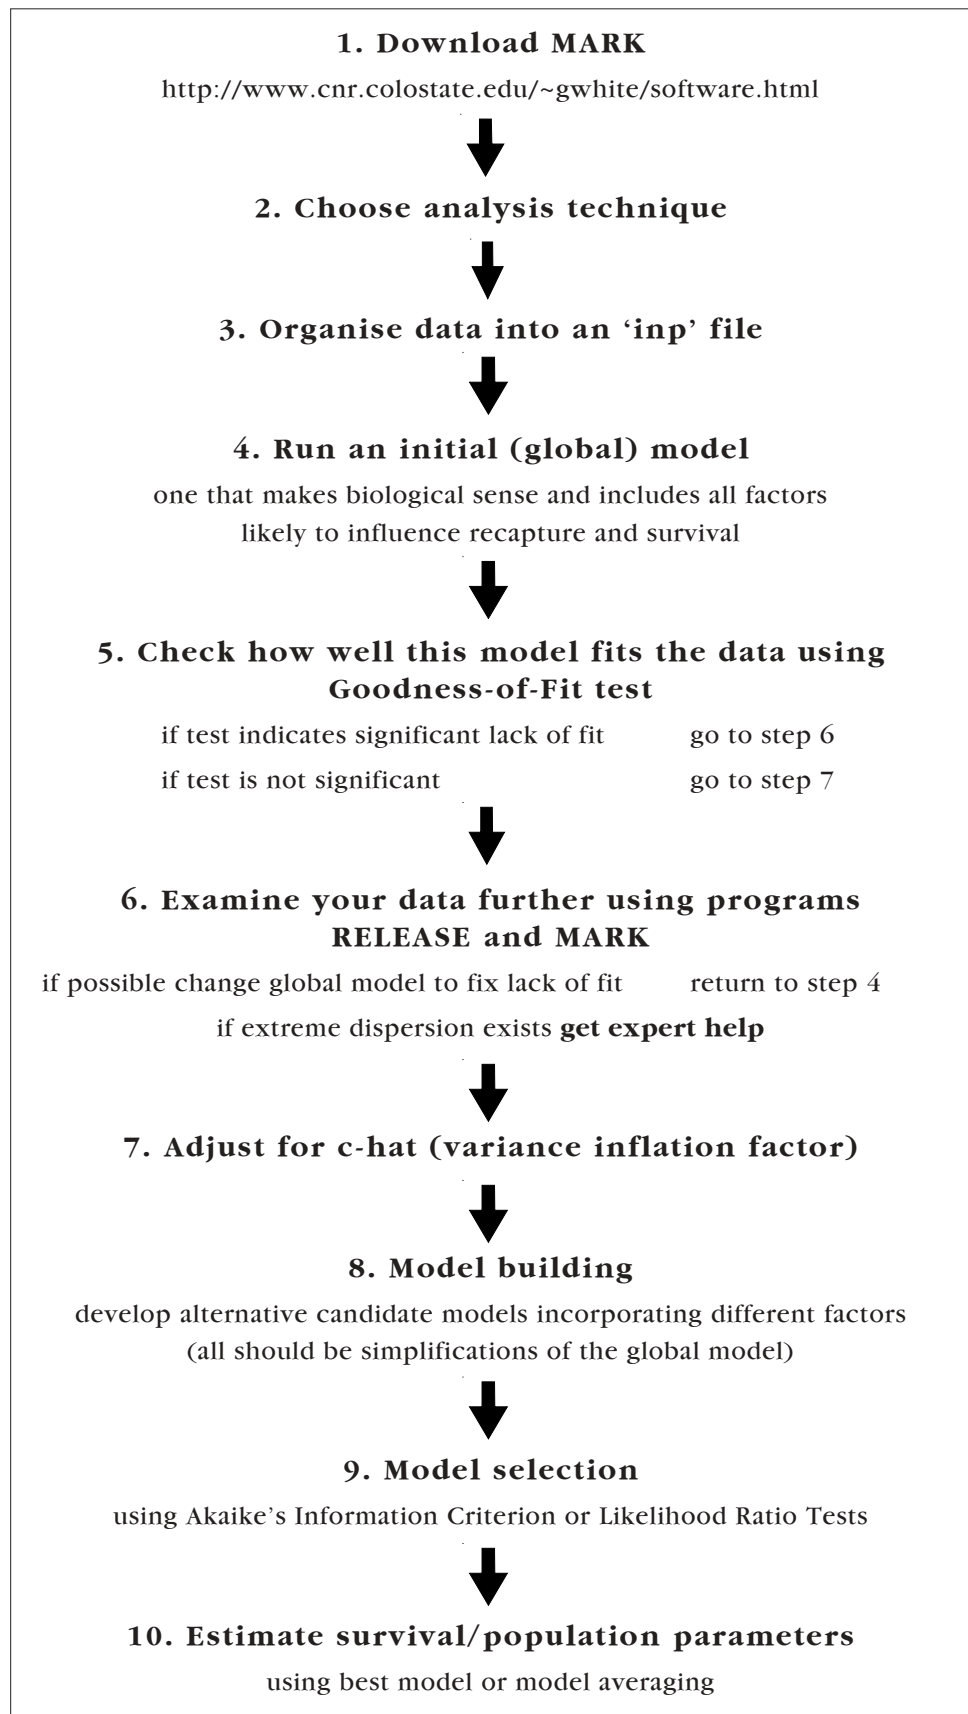 1. Download MARK
http://www.cnr.colostate.edu/~gwhite/software.html
2. Choose analysis technique
3. Organise data into an ‘inp’ file
4. Run an initial (global) model
one that makes biological sense and includes all factors
likely to influence recapture and survival
5. Check how well this model fits the data using
Goodness-of-Fit test
if test indicates significant lack of fit go to step 6
if test is not significant go to step 7
6. Examine your data further using programs
RELEASE and MARK
if possible change global model to fix lack of fit return to step 4
if extreme dispersion exists get expert help
7. Adjust for c-hat (variance inflation factor)
8. Model building
develop alternative candidate models incorporating different factors
(all should be simplifications of the global model)
9. Model selection
using Akaike’s Information Criterion or Likelihood Ratio Tests
10. Estimate survival/population parameters
using best model or model averaging